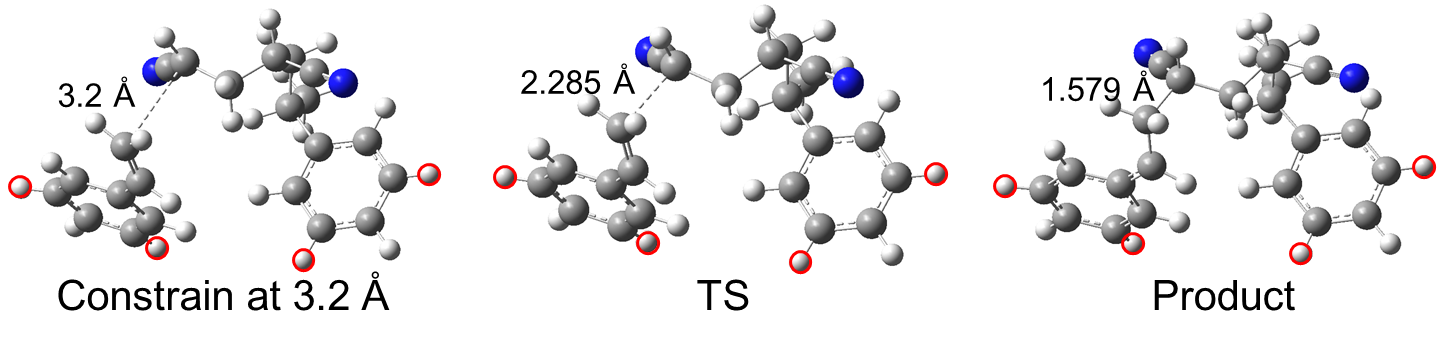 3.2 Å
2.285 Å
1.579 Å
Constrain at 3.2 Å
TS
Product